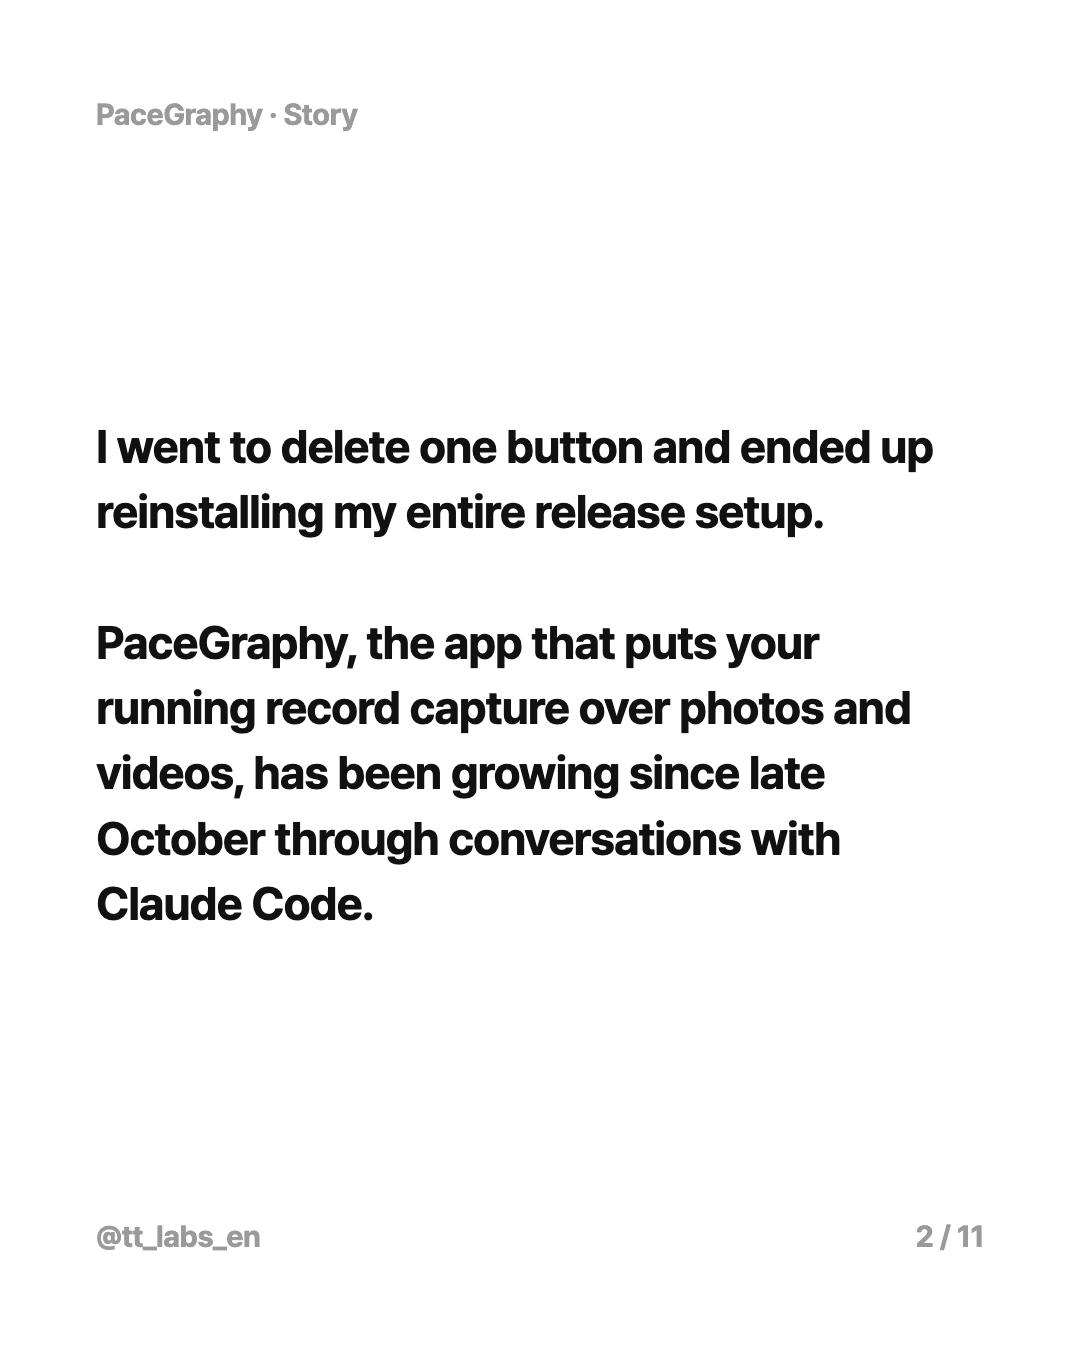 PaceGraphy · Story
I went to delete one button and ended up
reinstalling my entire release setup.
PaceGraphy, the app that puts your
running record capture over photos and
videos, has been growing since late
October through conversations with
Claude Code.
@tt_labs_en
2 / 11